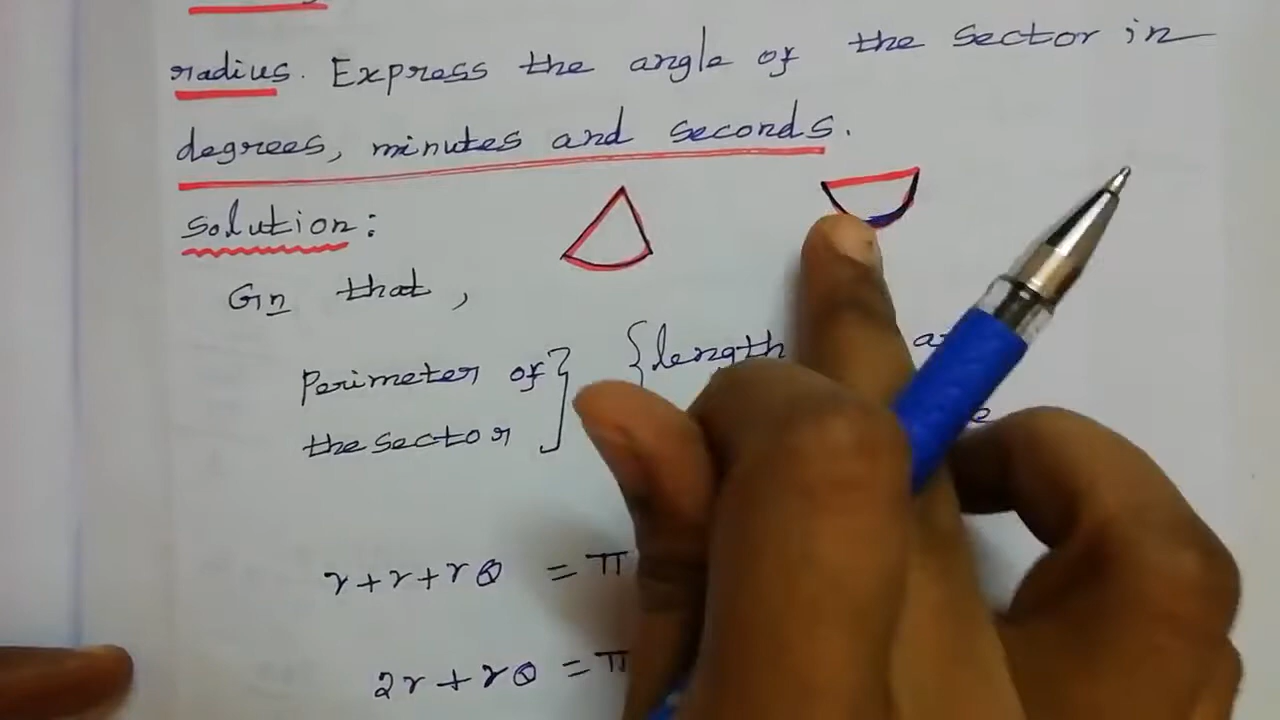 radius. Express the angle of the sector in
degrees, minutes and seconds.
Solution:
Gn that,
Perimeter of } { length
the sector
r+r+rθ = π
2r+rθ = π